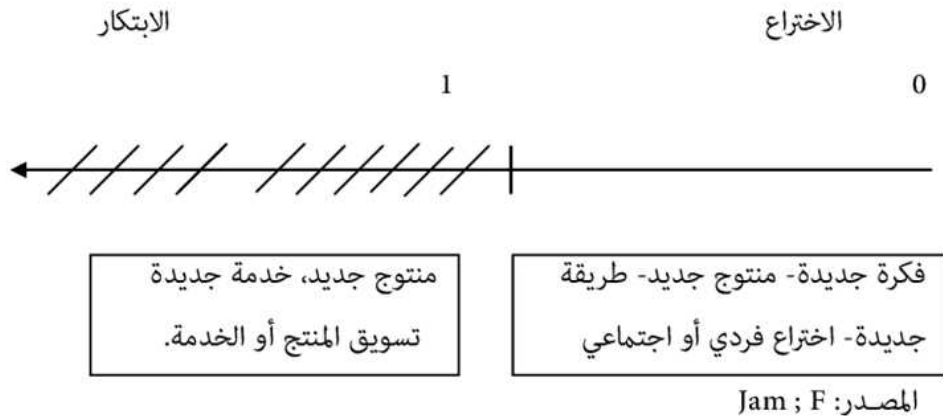 الاختراع
الابتكار
0
1
فكرة جديدة- منتوج جديد- طريقة
جديدة- اختراع فردي أو اجتماعي
منتوج جديد، خدمة جديدة
تسويق المنتج أو الخدمة.
المصدر: Jam ; F